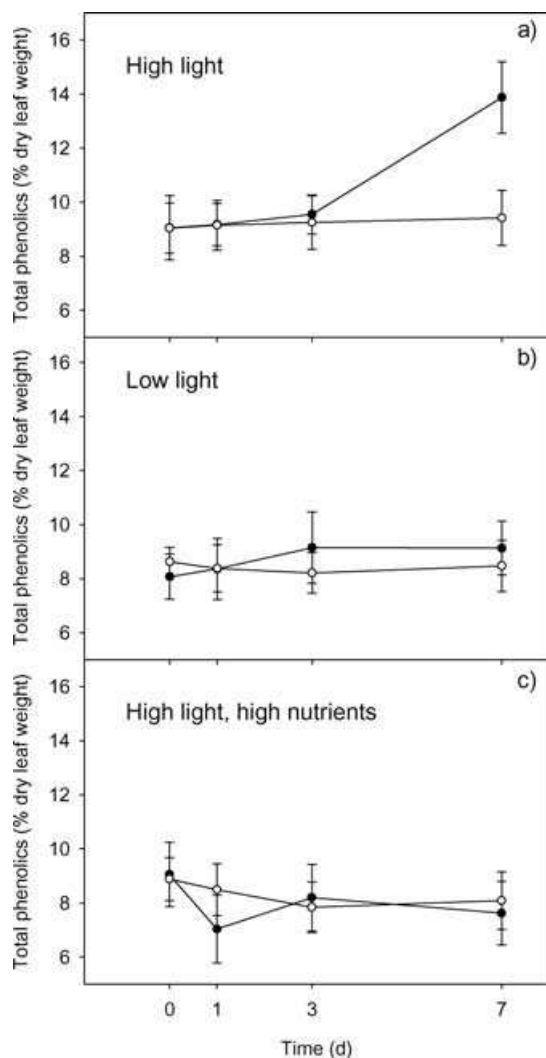 a)
High light
Total phenolics (% dry leaf weight)
16
14
12
10
8
6
b)
Low light
Total phenolics (% dry leaf weight)
16
14
12
10
8
6
c)
High light, high nutrients
Total phenolics (% dry leaf weight)
16
14
12
10
8
6
0 1 3 7
Time (d)